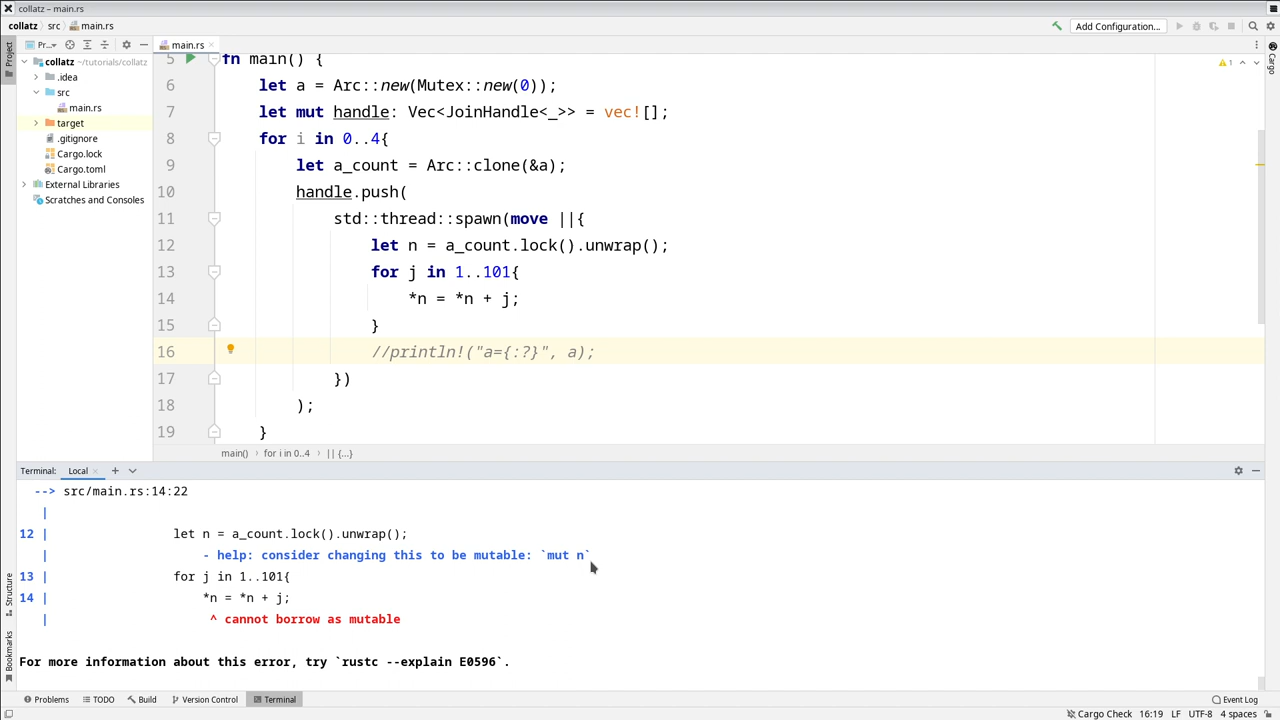 collatz – main.rs
collatz src main.rs Add Configuration...
Pr... main.rs
Project
collatz ~/tutorials/collatz
.idea
src
main.rs
target
.gitignore
Cargo.lock
Cargo.toml
External Libraries
Scratches and Consoles
Cargo
1
5 fn main() {
6 let a = Arc::new(Mutex::new(0));
7 let mut handle: Vec<JoinHandle<_>> = vec![];
8 for i in 0..4{
9 let a_count = Arc::clone(&a);
10 handle.push(
11 std::thread::spawn(move ||{
12 let n = a_count.lock().unwrap();
13 for j in 1..101{
14 *n = *n + j;
15 }
16 //println!("a={:?}", a);
17 })
18 );
19 }
main() for i in 0..4 || {...}
Terminal: Local
--> src/main.rs:14:22
|
12 | let n = a_count.lock().unwrap();
| - help: consider changing this to be mutable: `mut n`
13 | for j in 1..101{
14 | *n = *n + j;
| ^ cannot borrow as mutable
For more information about this error, try `rustc --explain E0596`.
Structure
Bookmarks
Problems TODO Build Version Control Terminal Event Log
Cargo Check 16:19 LF UTF-8 4 spaces